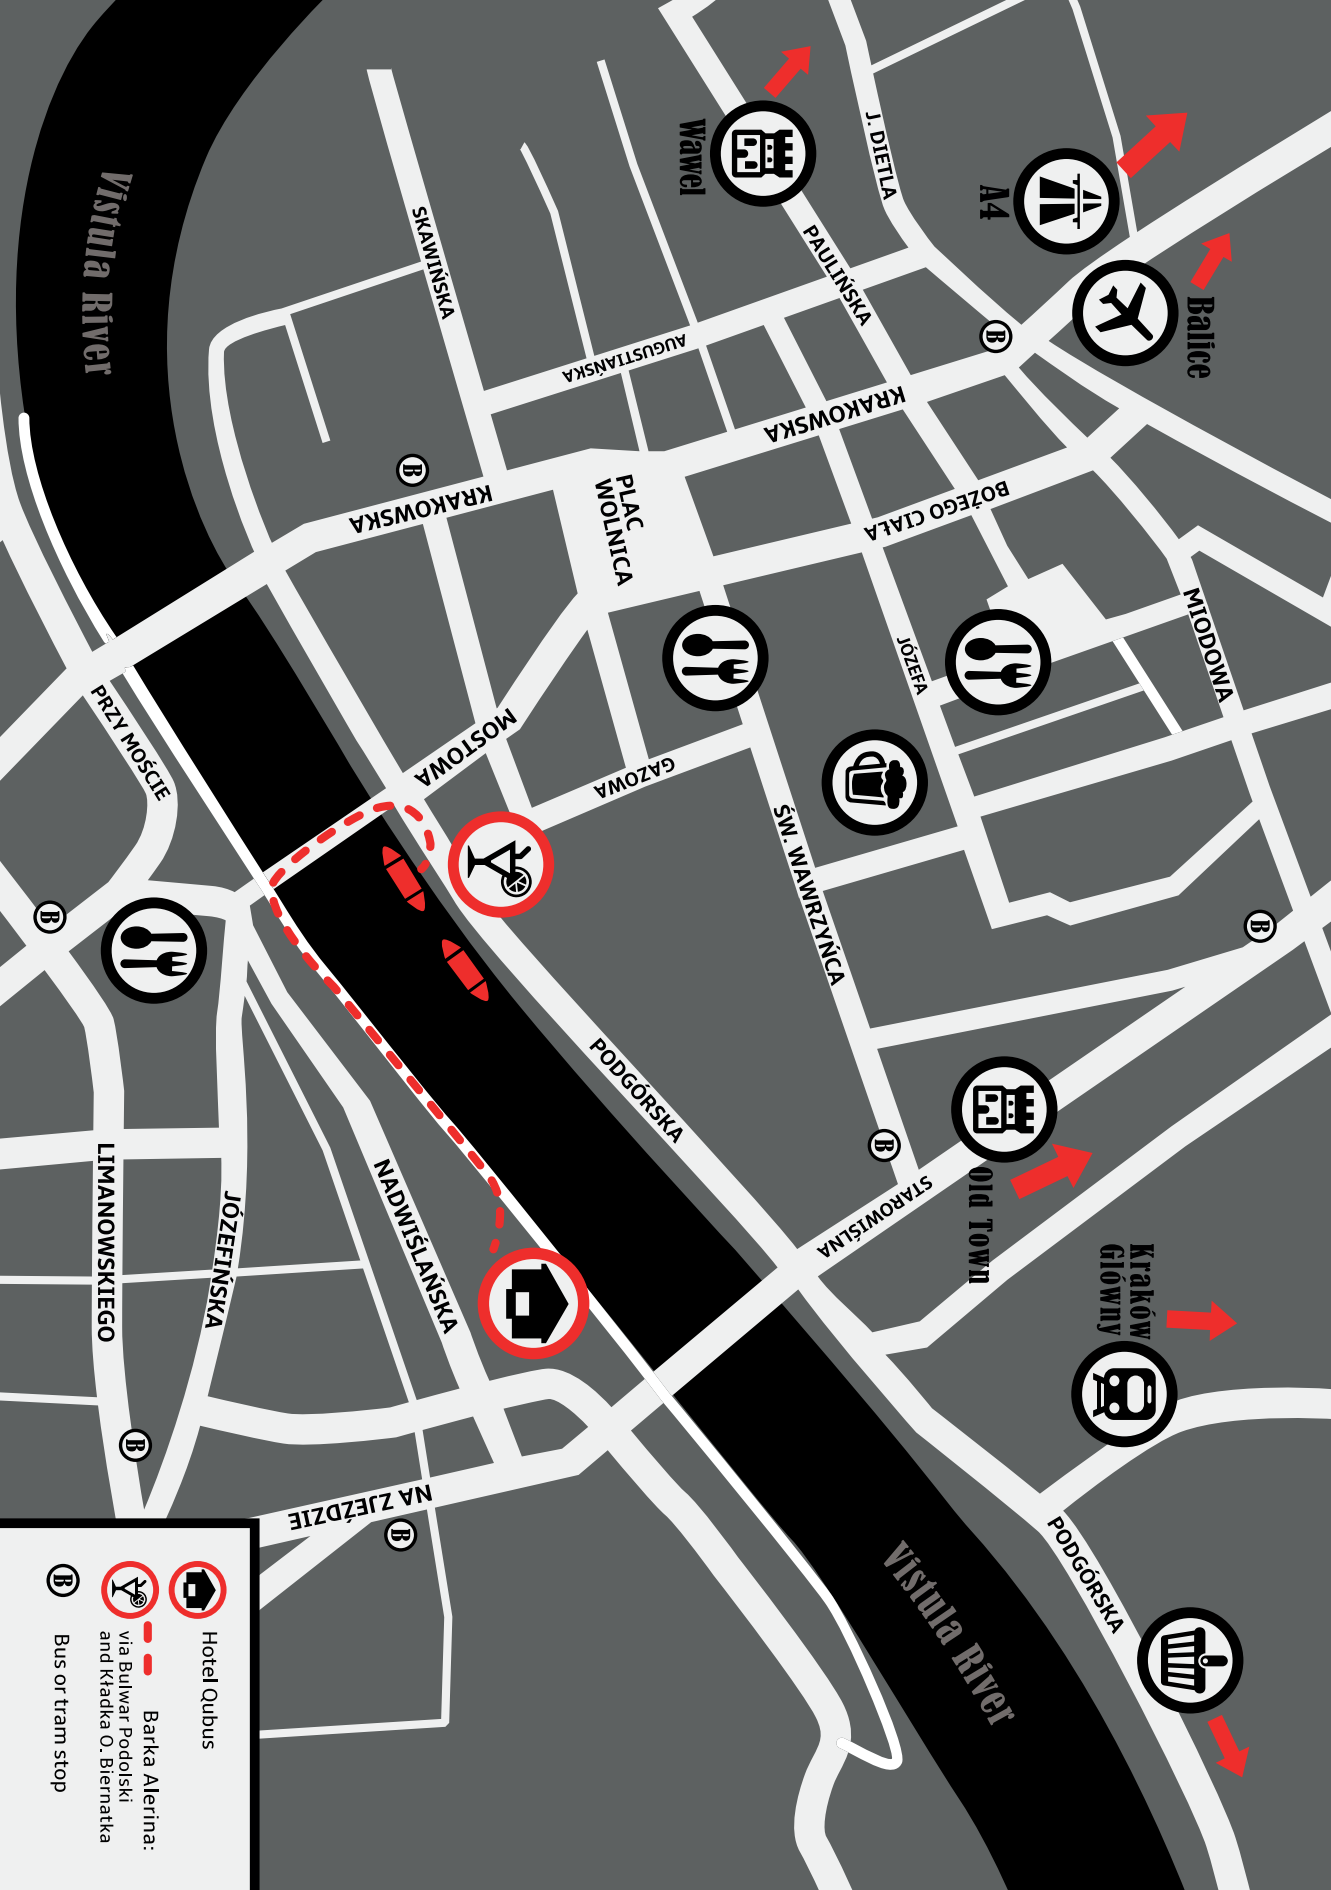 Balice
A4
Wawel
J. DIETLA
PAULIŃSKA
SKAWIŃSKA
AUGUSTIAŃSKA
KRAKOWSKA
KRAKOWSKA
BOŻEGO CIAŁA
PLAC
WOLNICA
MIODOWA
JÓZEFA
MOSTOWA
GAZOWA
ŚW. WAWRZYŃCA
PRZY MOŚCIE
PODGÓRSKA
STAROWIŚLNA
Old Town
Kraków
Główny
NADWIŚLAŃSKA
JÓZEFIŃSKA
LIMANOWSKIEGO
NA ZJEŹDZIE
PODGÓRSKA
Vistula River
Vistula River
B
B
B
B
B
B
B
Hotel Qubus
Barka Alerina:
via Bulwar Podolski
and Kładka O. Biernatka
B
Bus or tram stop